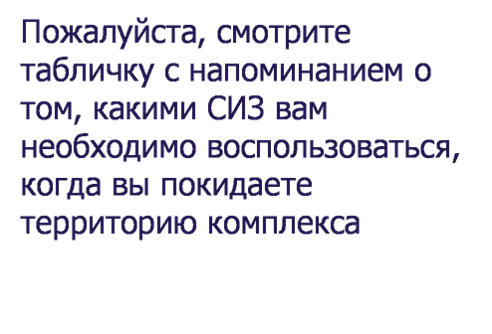 Пожалуйста, смотрите
табличку с напоминанием о
том, какими СИЗ вам
необходимо воспользоваться,
когда вы покидаете
территорию комплекса